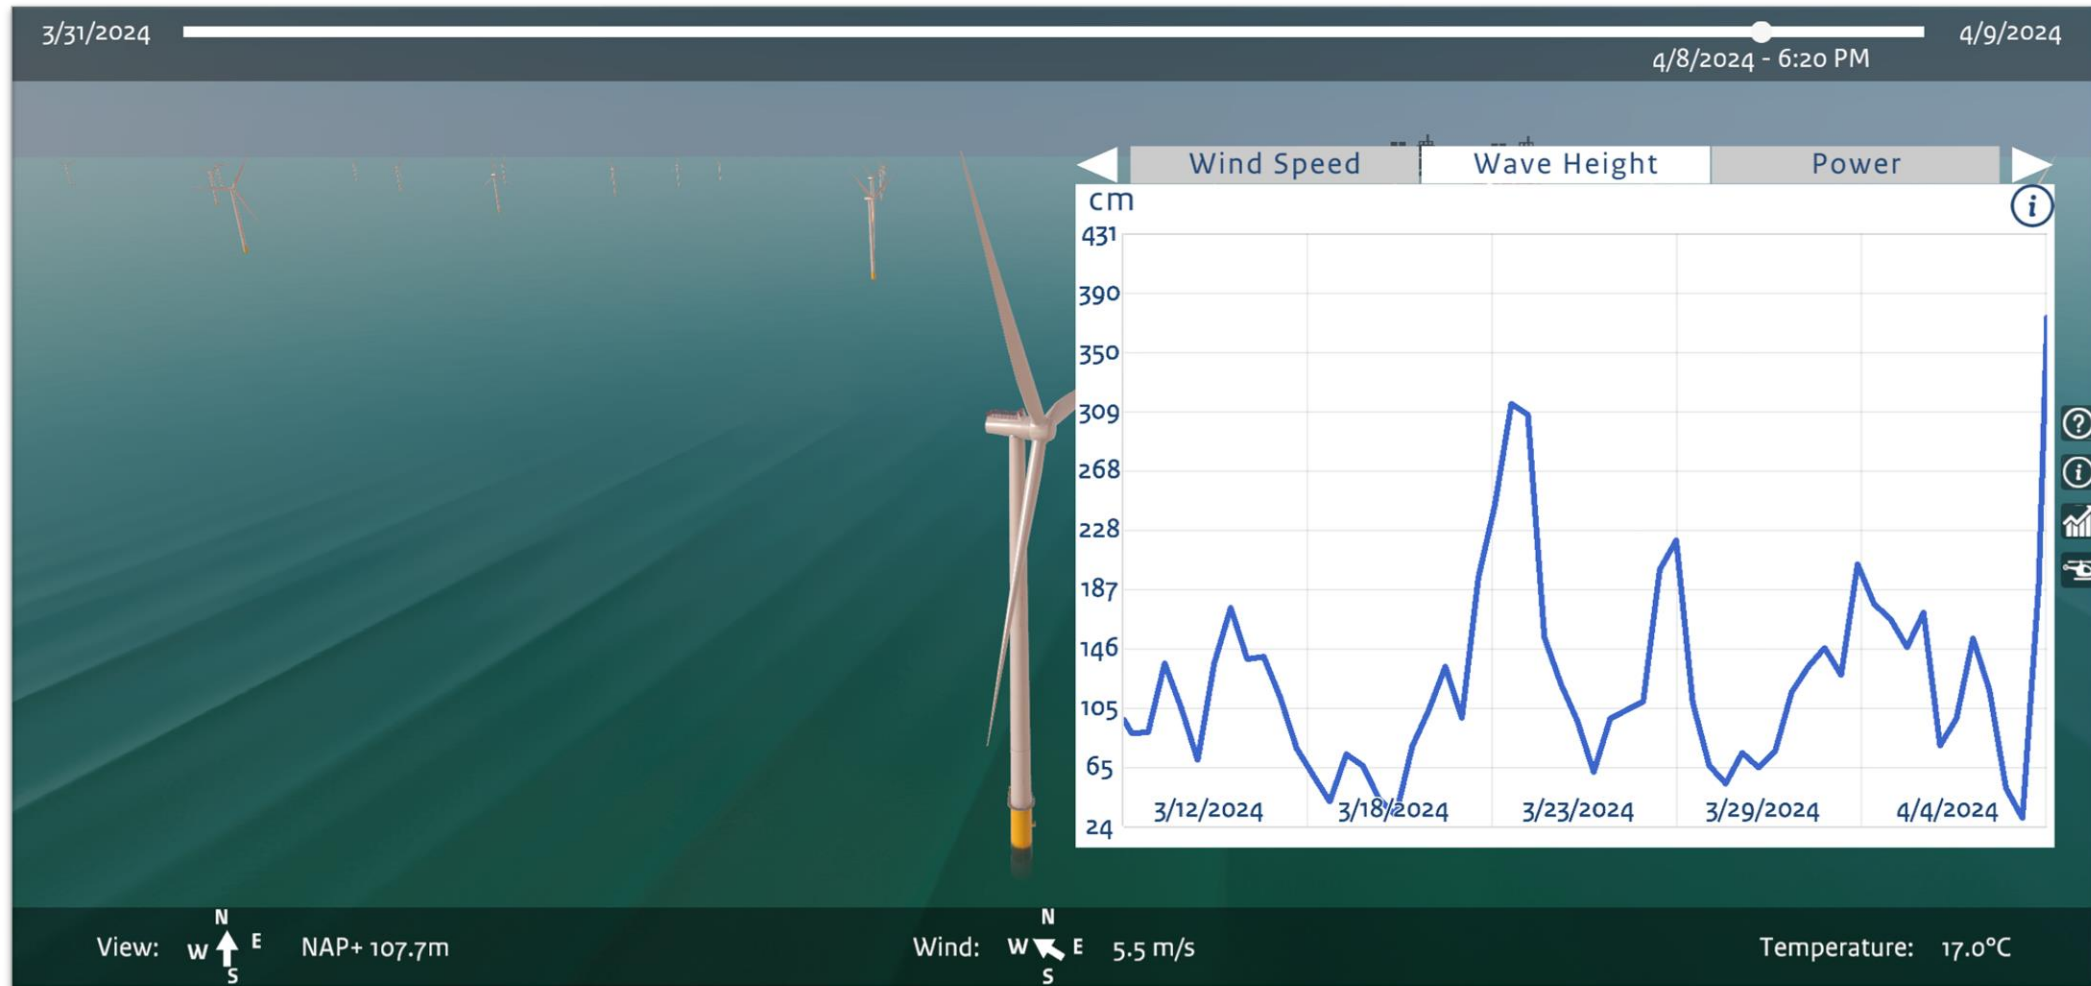 3/31/2024
4/9/2024
4/8/2024 - 6:20 PM
Wind Speed
Wave Height
Power
cm
i
431
390
350
309
268
228
187
146
105
65
24
3/12/2024
3/18/2024
3/23/2024
3/29/2024
4/4/2024
?
i
View:
N
W E
S
NAP+ 107.7m
Wind:
N
W E
S
5.5 m/s
Temperature: 17.0°C